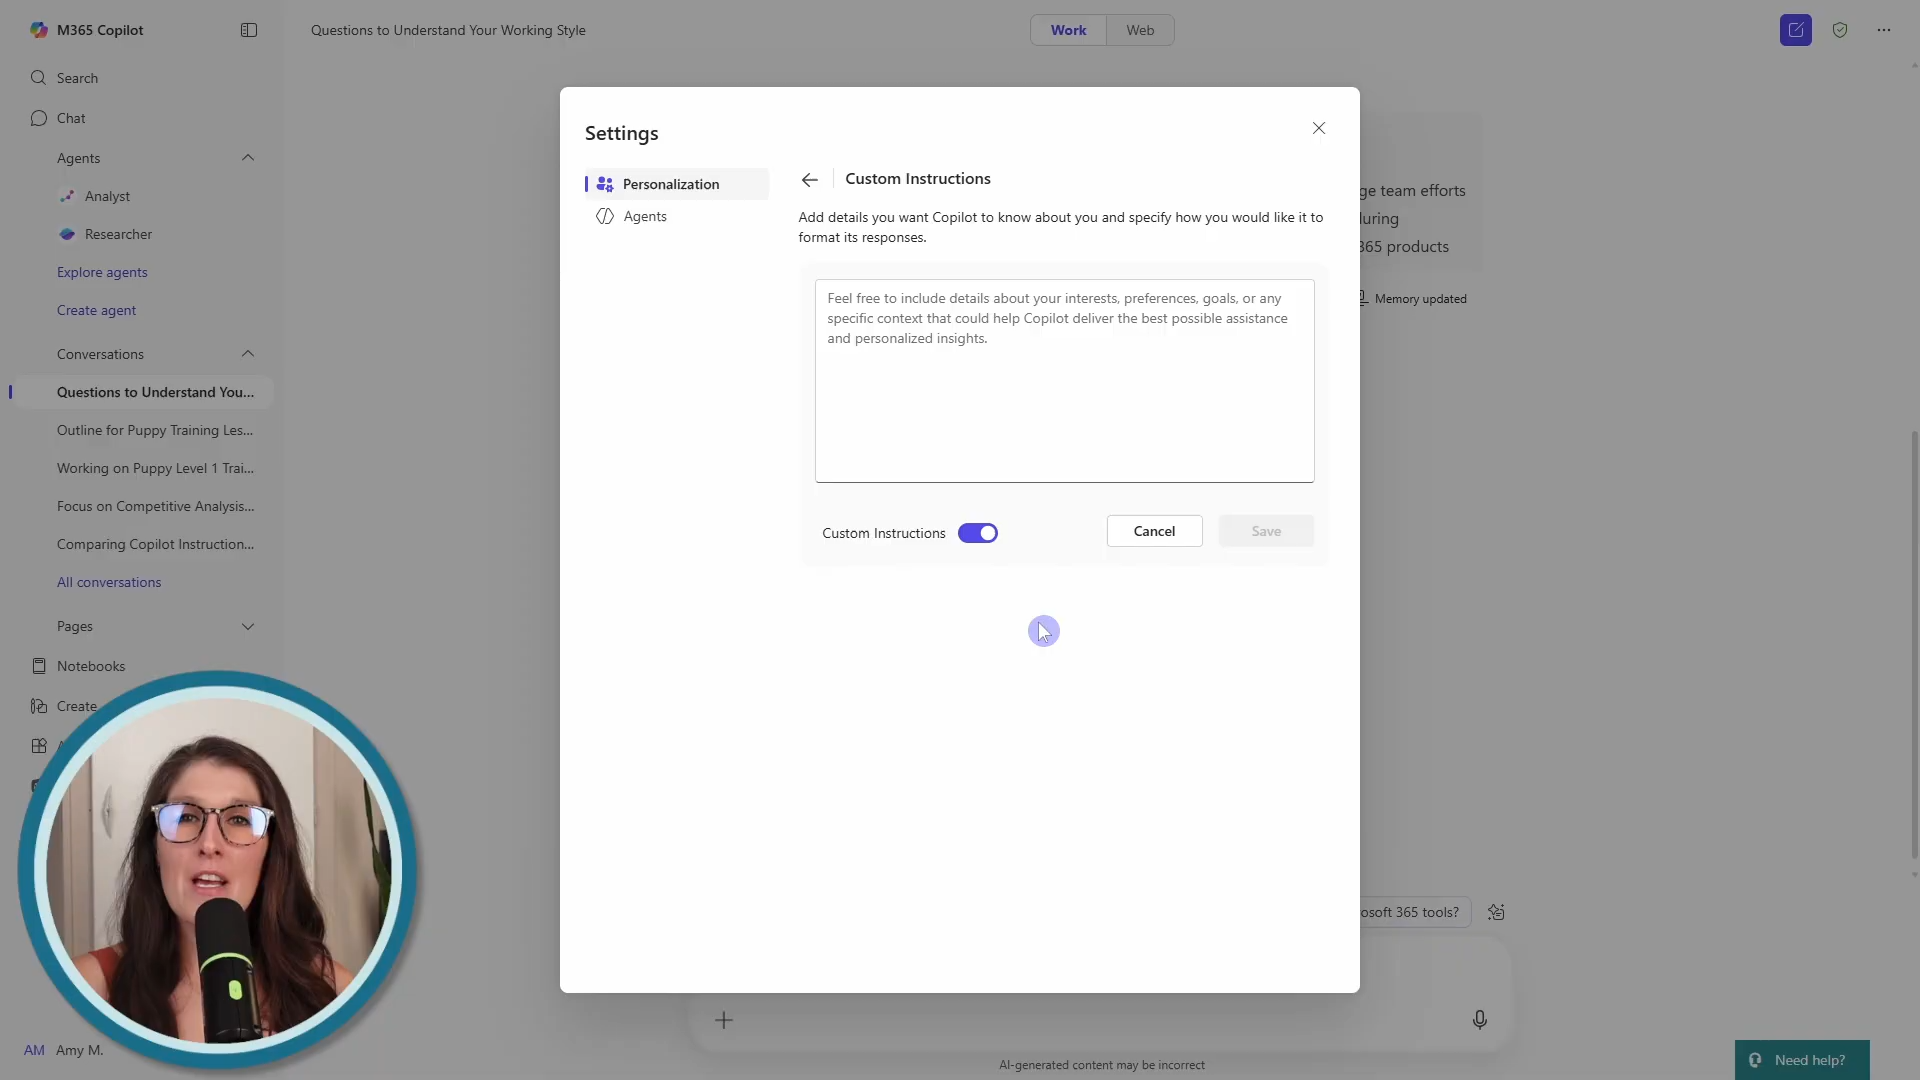 M365 Copilot
Search
Chat
Agents
Analyst
Researcher
Explore agents
Create agent
Conversations
Questions to Understand You...
Outline for Puppy Training Les...
Working on Puppy Level 1 Trai...
Focus on Competitive Analysis...
Comparing Copilot Instruction...
All conversations
Pages
Notebooks
Create
AM Amy M.
Questions to Understand Your Working Style
Work
Web
Settings
Personalization
Agents
Custom Instructions
Add details you want Copilot to know about you and specify how you would like it to
format its responses.
Feel free to include details about your interests, preferences, goals, or any
specific context that could help Copilot deliver the best possible assistance
and personalized insights.
Custom Instructions
Cancel
Save
ge team efforts
365 products
Memory updated
osoft 365 tools?
AI-generated content may be incorrect
Need help?